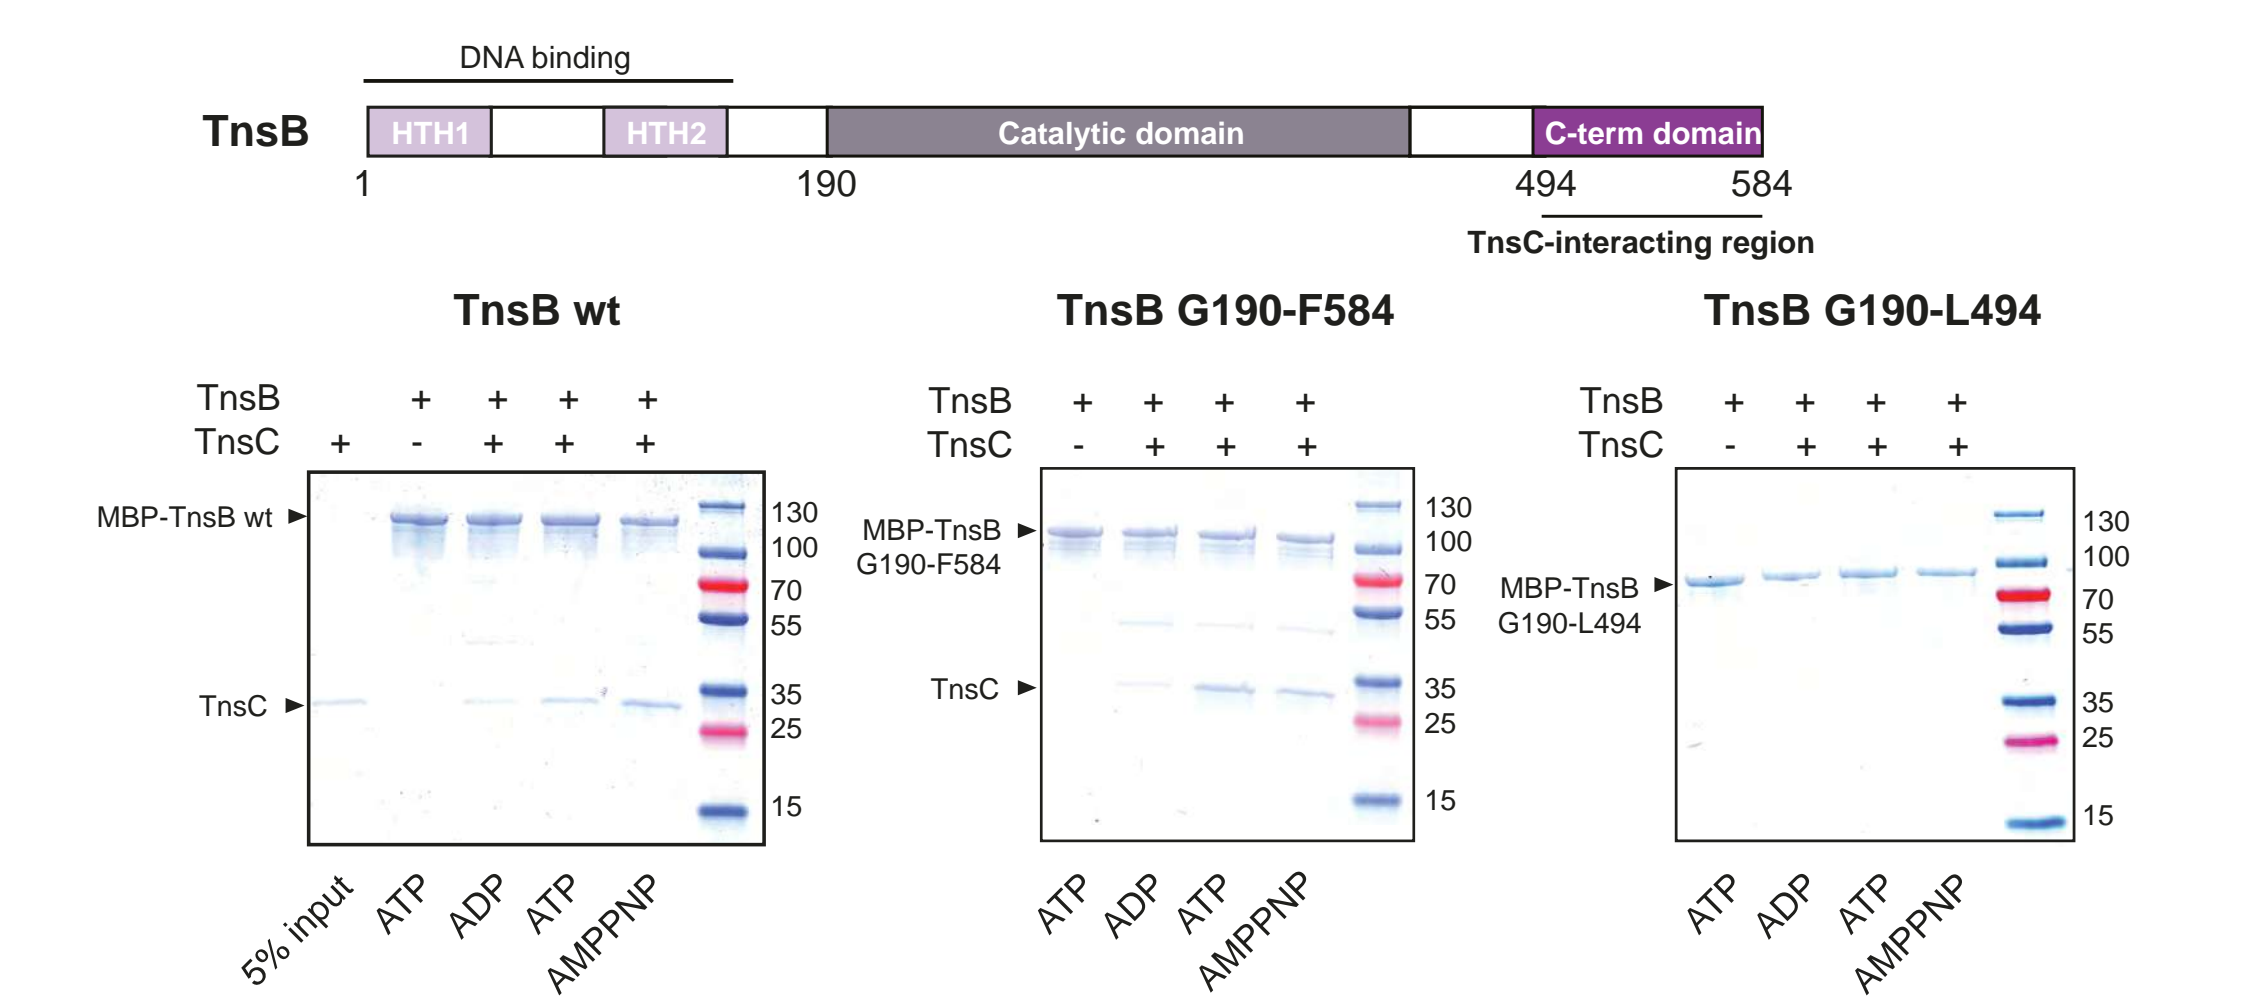 DNA binding
TnsB HTH1 HTH2 Catalytic domain C-term domain
1 190 494 584
TnsC-interacting region
TnsB wt
TnsB + + + +
TnsC + - + + +
MBP-TnsB wt
TnsC
130
100
70
55
35
25
15
5% input ATP ADP ATP AMPPNP
TnsB G190-F584
TnsB + + + +
TnsC - + + +
MBP-TnsB
G190-F584
TnsC
130
100
70
55
35
25
15
ATP ADP ATP AMPPNP
TnsB G190-L494
TnsB + + + +
TnsC - + + +
MBP-TnsB
G190-L494
130
100
70
55
35
25
15
ATP ADP ATP AMPPNP